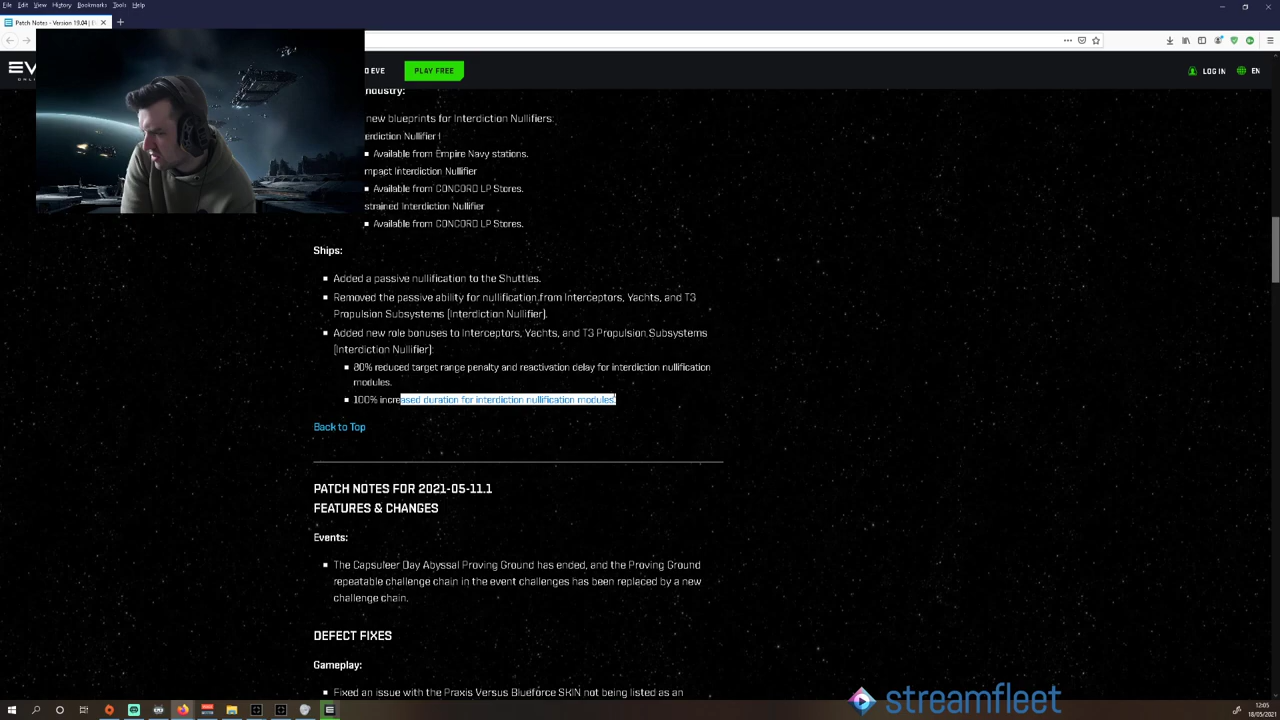 File Edit View History Bookmarks Tools Help
Patch Notes - Version 19.04 |
EV
ONLI
D EVE
PLAY FREE
LOG IN
EN
ndustry:
new blueprints for Interdiction Nullifiers:
erdiction Nullifier I
Available from Empire Navy stations.
mpact Interdiction Nullifier
Available from CONCORD LP Stores.
strained Interdiction Nullifier
Available from CONCORD LP Stores.
Ships:
Added a passive nullification to the Shuttles.
Removed the passive ability for nullification from Interceptors, Yachts, and T3
Propulsion Subsystems (Interdiction Nullifier).
Added new role bonuses to Interceptors, Yachts, and T3 Propulsion Subsystems
(Interdiction Nullifier):
80% reduced target range penalty and reactivation delay for interdiction nullification
modules.
100% increased duration for interdiction nullification modules.
Back to Top
PATCH NOTES FOR 2021-05-11.1
FEATURES & CHANGES
Events:
The Capsuleer Day Abyssal Proving Ground has ended, and the Proving Ground
repeatable challenge chain in the event challenges has been replaced by a new
challenge chain.
DEFECT FIXES
Gameplay:
Fixed an issue with the Praxis Versus Blueforce SKIN not being listed as an
streamfleet
12:05
18/05/2021